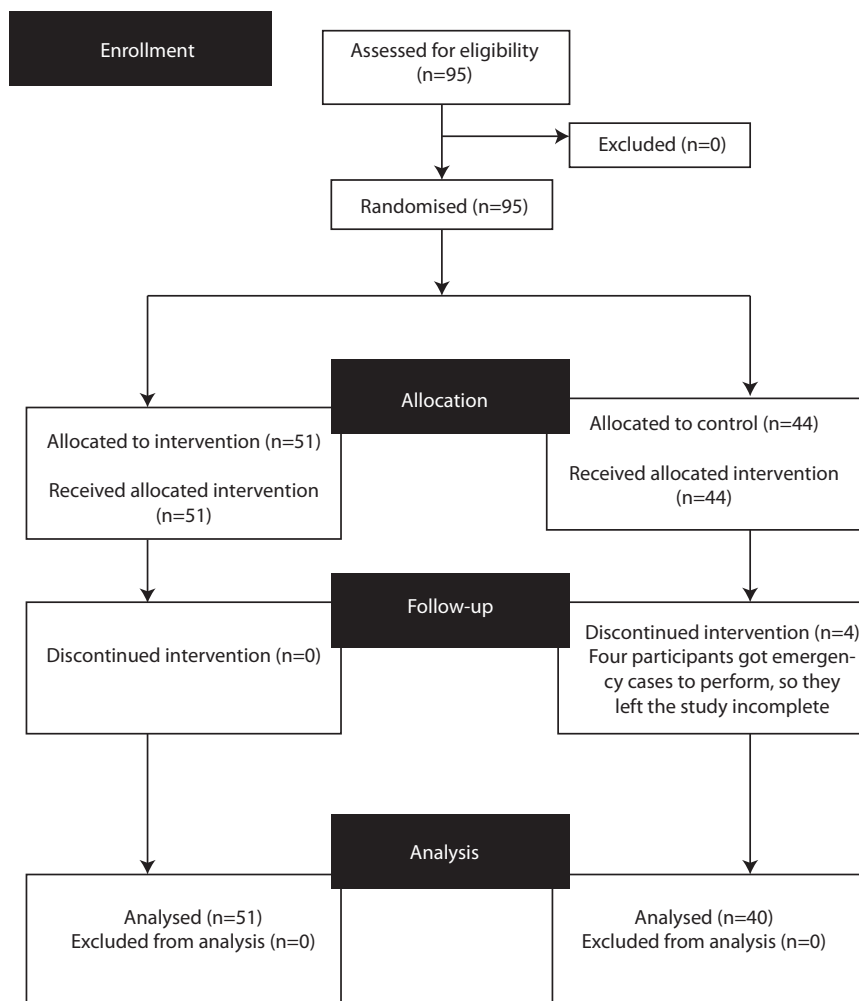 Enrollment
Assessed for eligibility
(n=95)
Excluded (n=0)
Randomised (n=95)
Allocation
Allocated to intervention (n=51)
Received allocated intervention
(n=51)
Allocated to control (n=44)
Received allocated intervention
(n=44)
Follow-up
Discontinued intervention (n=0)
Discontinued intervention (n=4)
Four participants got emergen-
cy cases to perform, so they
left the study incomplete
Analysis
Analysed (n=51)
Excluded from analysis (n=0)
Analysed (n=40)
Excluded from analysis (n=0)